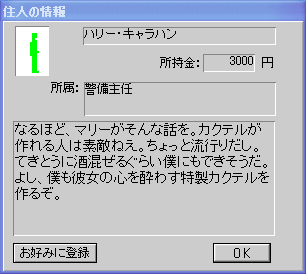 住人の情報
ハリー・キャラハン
所持金: 3000 円
所属: 警備主任
なるほど、マリーがそんな話を。カクテルが
作れる人は素敵ねえ。ちょっと流行りだし。
てきとうに酒混ぜるぐらい僕にもできそうだ。
よし、僕も彼女の心を酔わす特製カクテルを
作るぞ。
お好みに登録
OK